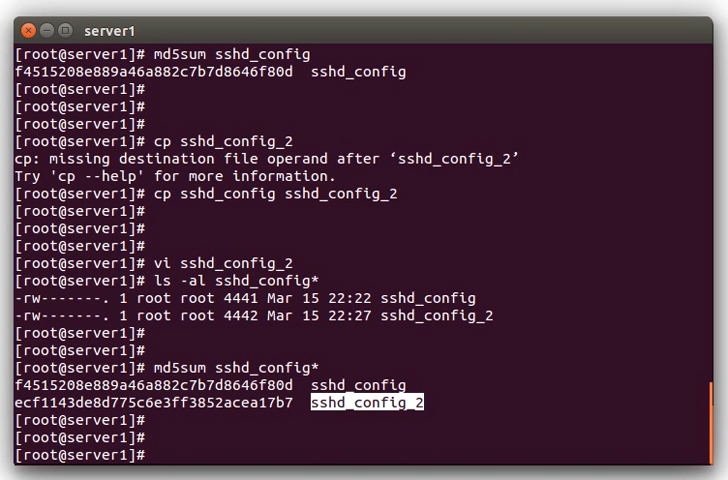 server1
[root@server1]# md5sum sshd_config
f4515208e889a46a882c7b7d8646f80d  sshd_config
[root@server1]#
[root@server1]#
[root@server1]#
[root@server1]# cp sshd_config_2
cp: missing destination file operand after ‘sshd_config_2’
Try 'cp --help' for more information.
[root@server1]# cp sshd_config sshd_config_2
[root@server1]#
[root@server1]#
[root@server1]#
[root@server1]# vi sshd_config_2
[root@server1]# ls -al sshd_config*
-rw-------. 1 root root 4441 Mar 15 22:22 sshd_config
-rw-------. 1 root root 4442 Mar 15 22:27 sshd_config_2
[root@server1]#
[root@server1]#
[root@server1]# md5sum sshd_config*
f4515208e889a46a882c7b7d8646f80d  sshd_config
ecf1143de8d775c6e3ff3852acea17b7  sshd_config_2
[root@server1]#
[root@server1]#
[root@server1]#